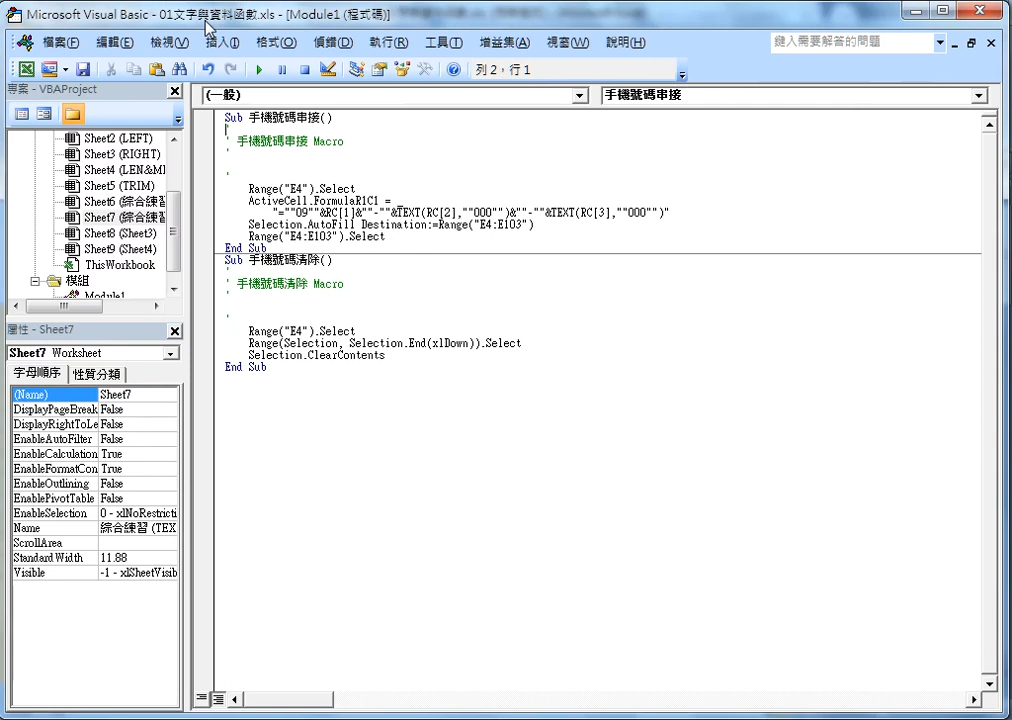 Microsoft Visual Basic - 01文字與資料函數.xls - [Module1 (程式碼)]
檔案(F) 編輯(E) 檢視(V) 插入(I) 格式(O) 偵錯(D) 執行(R) 工具(T) 增益集(A) 視窗(W) 說明(H) 鍵入需要解答的問題
列 2，行 1
專案 - VBAProject
(一般) 手機號碼串接
Sheet2 (LEFT)
Sheet3 (RIGHT)
Sheet4 (LEN&MI
Sheet5 (TRIM)
Sheet6 (綜合練
Sheet7 (綜合練
Sheet8 (Sheet3)
Sheet9 (Sheet4)
ThisWorkbook
模組
Module1
屬性 - Sheet7
Sheet7 Worksheet
字母順序 性質分類
(Name) Sheet7
DisplayPageBreak False
DisplayRightToLe False
EnableAutoFilter False
EnableCalculation True
EnableFormatCon True
EnableOutlining False
EnablePivotTable False
EnableSelection 0 - xlNoRestricti
Name 綜合練習 (TEX
ScrollArea
StandardWidth 11.88
Visible -1 - xlSheetVisib
Sub 手機號碼串接()
'
' 手機號碼串接 Macro
'
'
Range("E4").Select
ActiveCell.FormulaR1C1 = _
"=""09""&RC[1]&""-""&TEXT(RC[2],""000"")&""-""&TEXT(RC[3],""000"")"
Selection.AutoFill Destination:=Range("E4:E103")
Range("E4:E103").Select
End Sub
Sub 手機號碼清除()
'
' 手機號碼清除 Macro
'
'
Range("E4").Select
Range(Selection, Selection.End(xlDown)).Select
Selection.ClearContents
End Sub